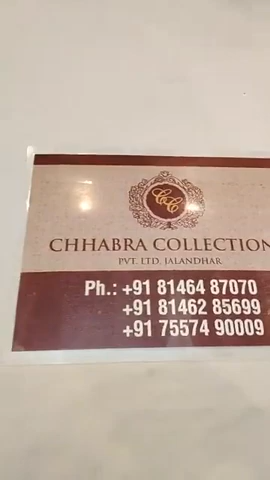 CC
CHHABRA COLLECTION
PVT. LTD. JALANDHAR
Ph.: +91 81464 87070
+91 81462 85699
+91 75574 90009